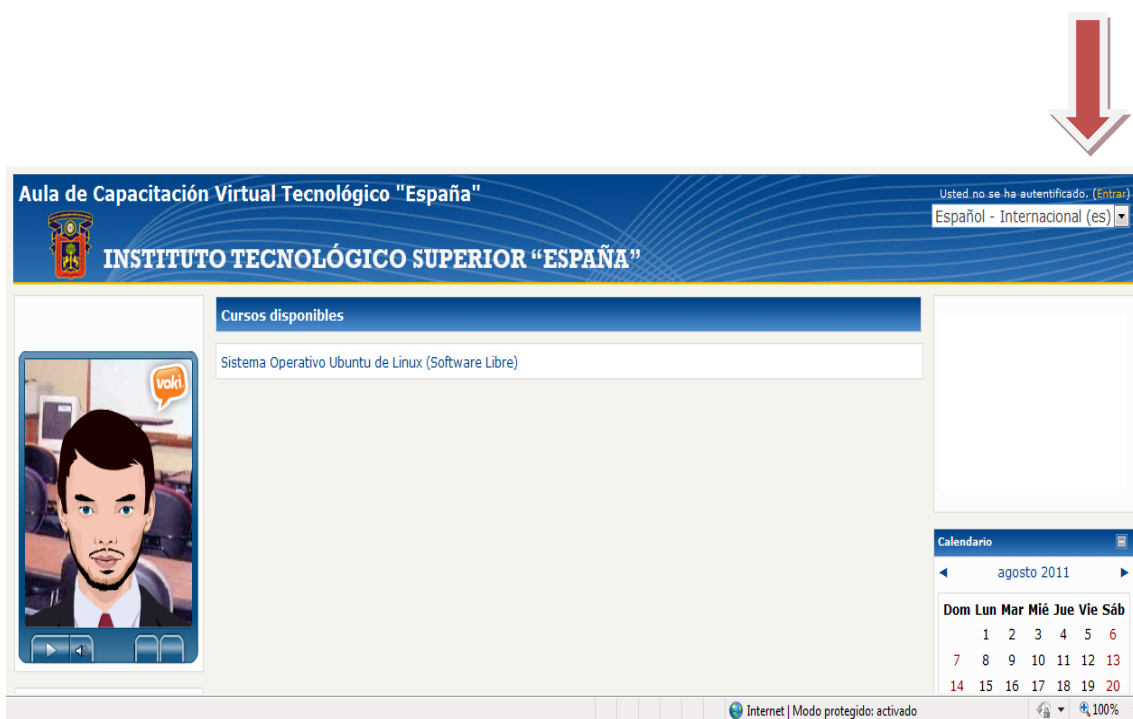 Aula de Capacitación Virtual Tecnológico "España"
Usted no se ha autentificado. (Entrar)
Español - Internacional (es)
INSTITUTO TECNOLÓGICO SUPERIOR “ESPAÑA”
Cursos disponibles
Sistema Operativo Ubuntu de Linux (Software Libre)
voki
Calendario
agosto 2011
Dom Lun Mar Mié Jue Vie Sáb
1 2 3 4 5 6
7 8 9 10 11 12 13
14 15 16 17 18 19 20
Internet | Modo protegido: activado
100%